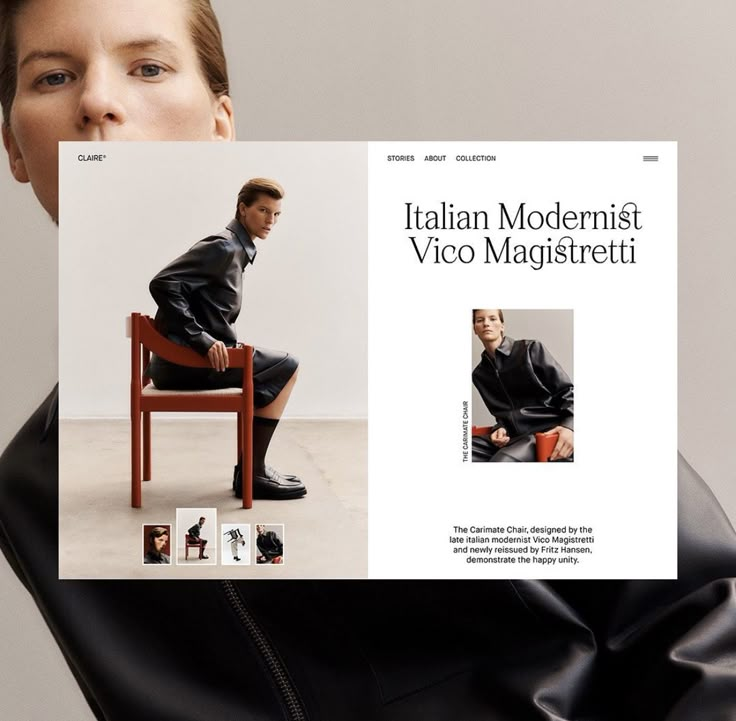 CLAIRE®
STORIES ABOUT COLLECTION
Italian Modernist
Vico Magistretti
THE CARIMATE CHAIR
The Carimate Chair, designed by the
late italian modernist Vico Magistretti
and newly reissued by Fritz Hansen,
demonstrate the happy unity.